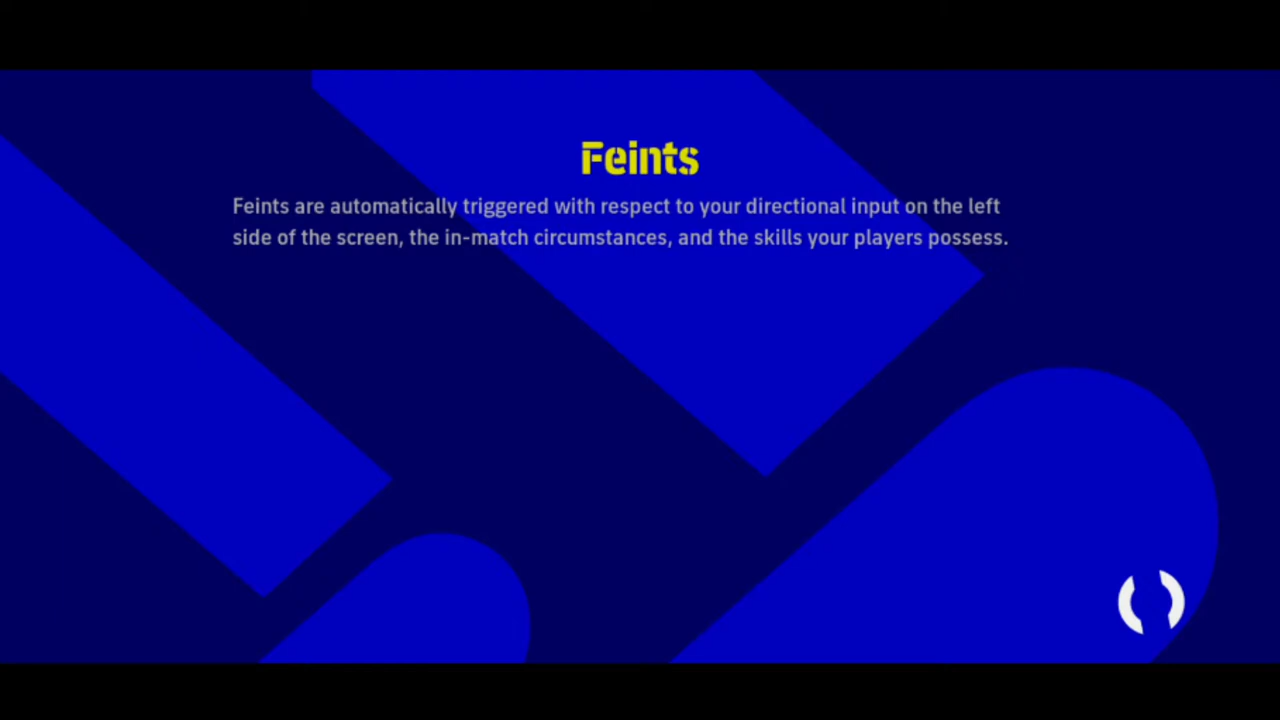 Feints
Feints are automatically triggered with respect to your directional input on the left
side of the screen, the in-match circumstances, and the skills your players possess.